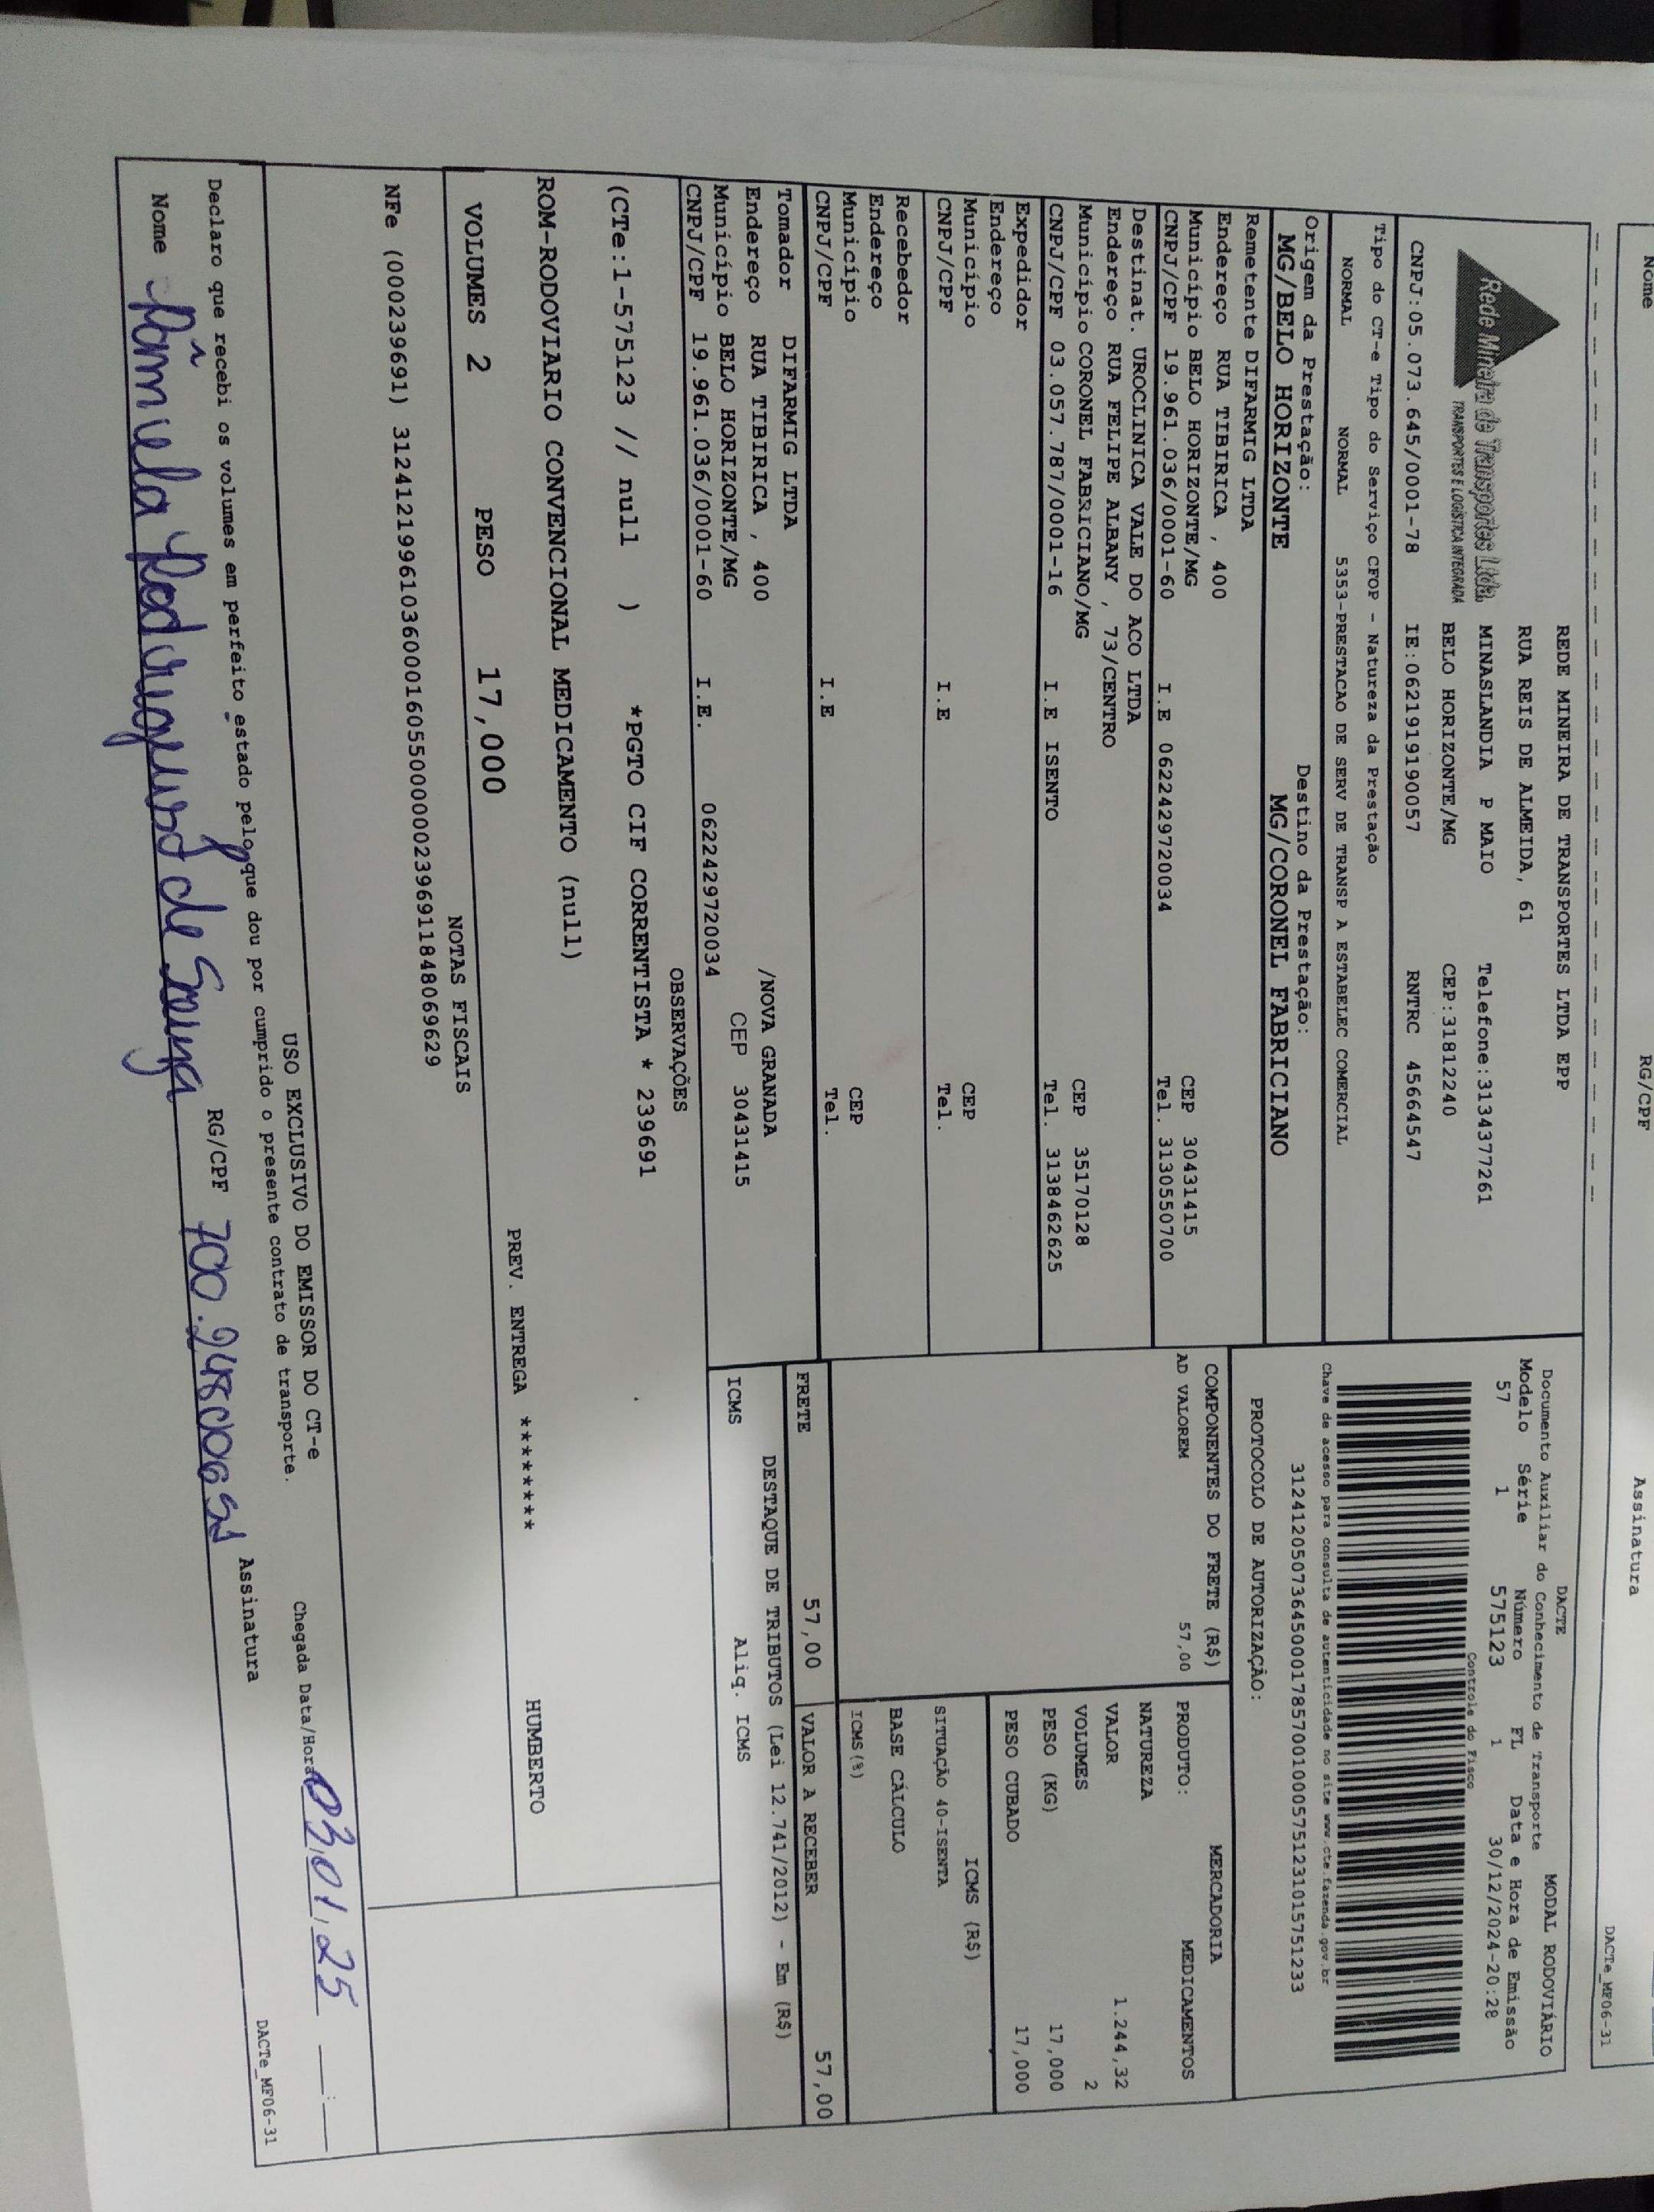 Nome
RG/CPF
Assinatura
DACTe_MF06-31
Rede Mineira de Transportes Ltda.
TRANSPORTES E LOGÍSTICA INTEGRADA
REDE MINEIRA DE TRANSPORTES LTDA EPP
RUA REIS DE ALMEIDA, 61
MINASLANDIA P MAIO Telefone:3134377261
BELO HORIZONTE/MG CEP:31812240
CNPJ:05.073.645/0001-78 IE:0621919190057 RNTRC 45664547
Tipo do CT-e Tipo do Serviço CFOP - Natureza da Prestação
NORMAL NORMAL 5353-PRESTACAO DE SERV DE TRANSP A ESTABELEC COMERCIAL
Origem da Prestação: Destino da Prestação:
MG/BELO HORIZONTE MG/CORONEL FABRICIANO
Remetente DIFARMIG LTDA
Endereço RUA TIBIRICA , 400
Município BELO HORIZONTE/MG CEP 30431415
CNPJ/CPF 19.961.036/0001-60 I.E 0622429720034 Tel. 3130550700
Destinat. UROCLINICA VALE DO ACO LTDA
Endereço RUA FELIPE ALBANY , 73/CENTRO
Município CORONEL FABRICIANO/MG CEP 35170128
CNPJ/CPF 03.057.787/0001-16 I.E ISENTO Tel. 3138462625
Expedidor
Endereço
Município CEP
CNPJ/CPF I.E Tel.
Recebedor
Endereço
Município CEP
CNPJ/CPF I.E Tel.
Tomador DIFARMIG LTDA
Endereço RUA TIBIRICA , 400 /NOVA GRANADA
Município BELO HORIZONTE/MG CEP 30431415
CNPJ/CPF 19.961.036/0001-60 I.E. 0622429720034
DACTE MODAL RODOVIÁRIO
Documento Auxiliar do Conhecimento de Transporte
Modelo Série Número FL Data e Hora de Emissão
57 1 575123 1 30/12/2024-20:28
Controle do Fisco
Chave de acesso para consulta de autenticidade no site www.cte.fazenda.gov.br
31241205073645000178570010005751231015751233
PROTOCOLO DE AUTORIZAÇÃO:
COMPONENTES DO FRETE (R$)
AD VALOREM 57,00
MERCADORIA
PRODUTO: MEDICAMENTOS
NATUREZA
VALOR 1.244,32
VOLUMES 2
PESO (KG) 17,000
PESO CUBADO 17,000
ICMS (R$)
SITUAÇÃO 40-ISENTA
BASE CÁLCULO
ICMS(%)
FRETE 57,00 VALOR A RECEBER 57,00
DESTAQUE DE TRIBUTOS (Lei 12.741/2012) - Em (R$)
ICMS Aliq. ICMS
OBSERVAÇÕES
(CTe:1-575123 // null ) *PGTO CIF CORRENTISTA * 239691
ROM-RODOVIARIO CONVENCIONAL MEDICAMENTO (null)
PREV. ENTREGA ******** HUMBERTO
VOLUMES 2 PESO 17,000
NOTAS FISCAIS
NFe (000239691) 31241219961036000160550000002396911848069629
USO EXCLUSIVO DO EMISSOR DO CT-e
Chegada Data/Hora 03,01,25 __:__
Declaro que recebi os volumes em perfeito estado pelo que dou por cumprido o presente contrato de transporte.
Nome Pâmela Rodrigues de Souza RG/CPF 700.24800651 Assinatura
DACTe_MF06-31